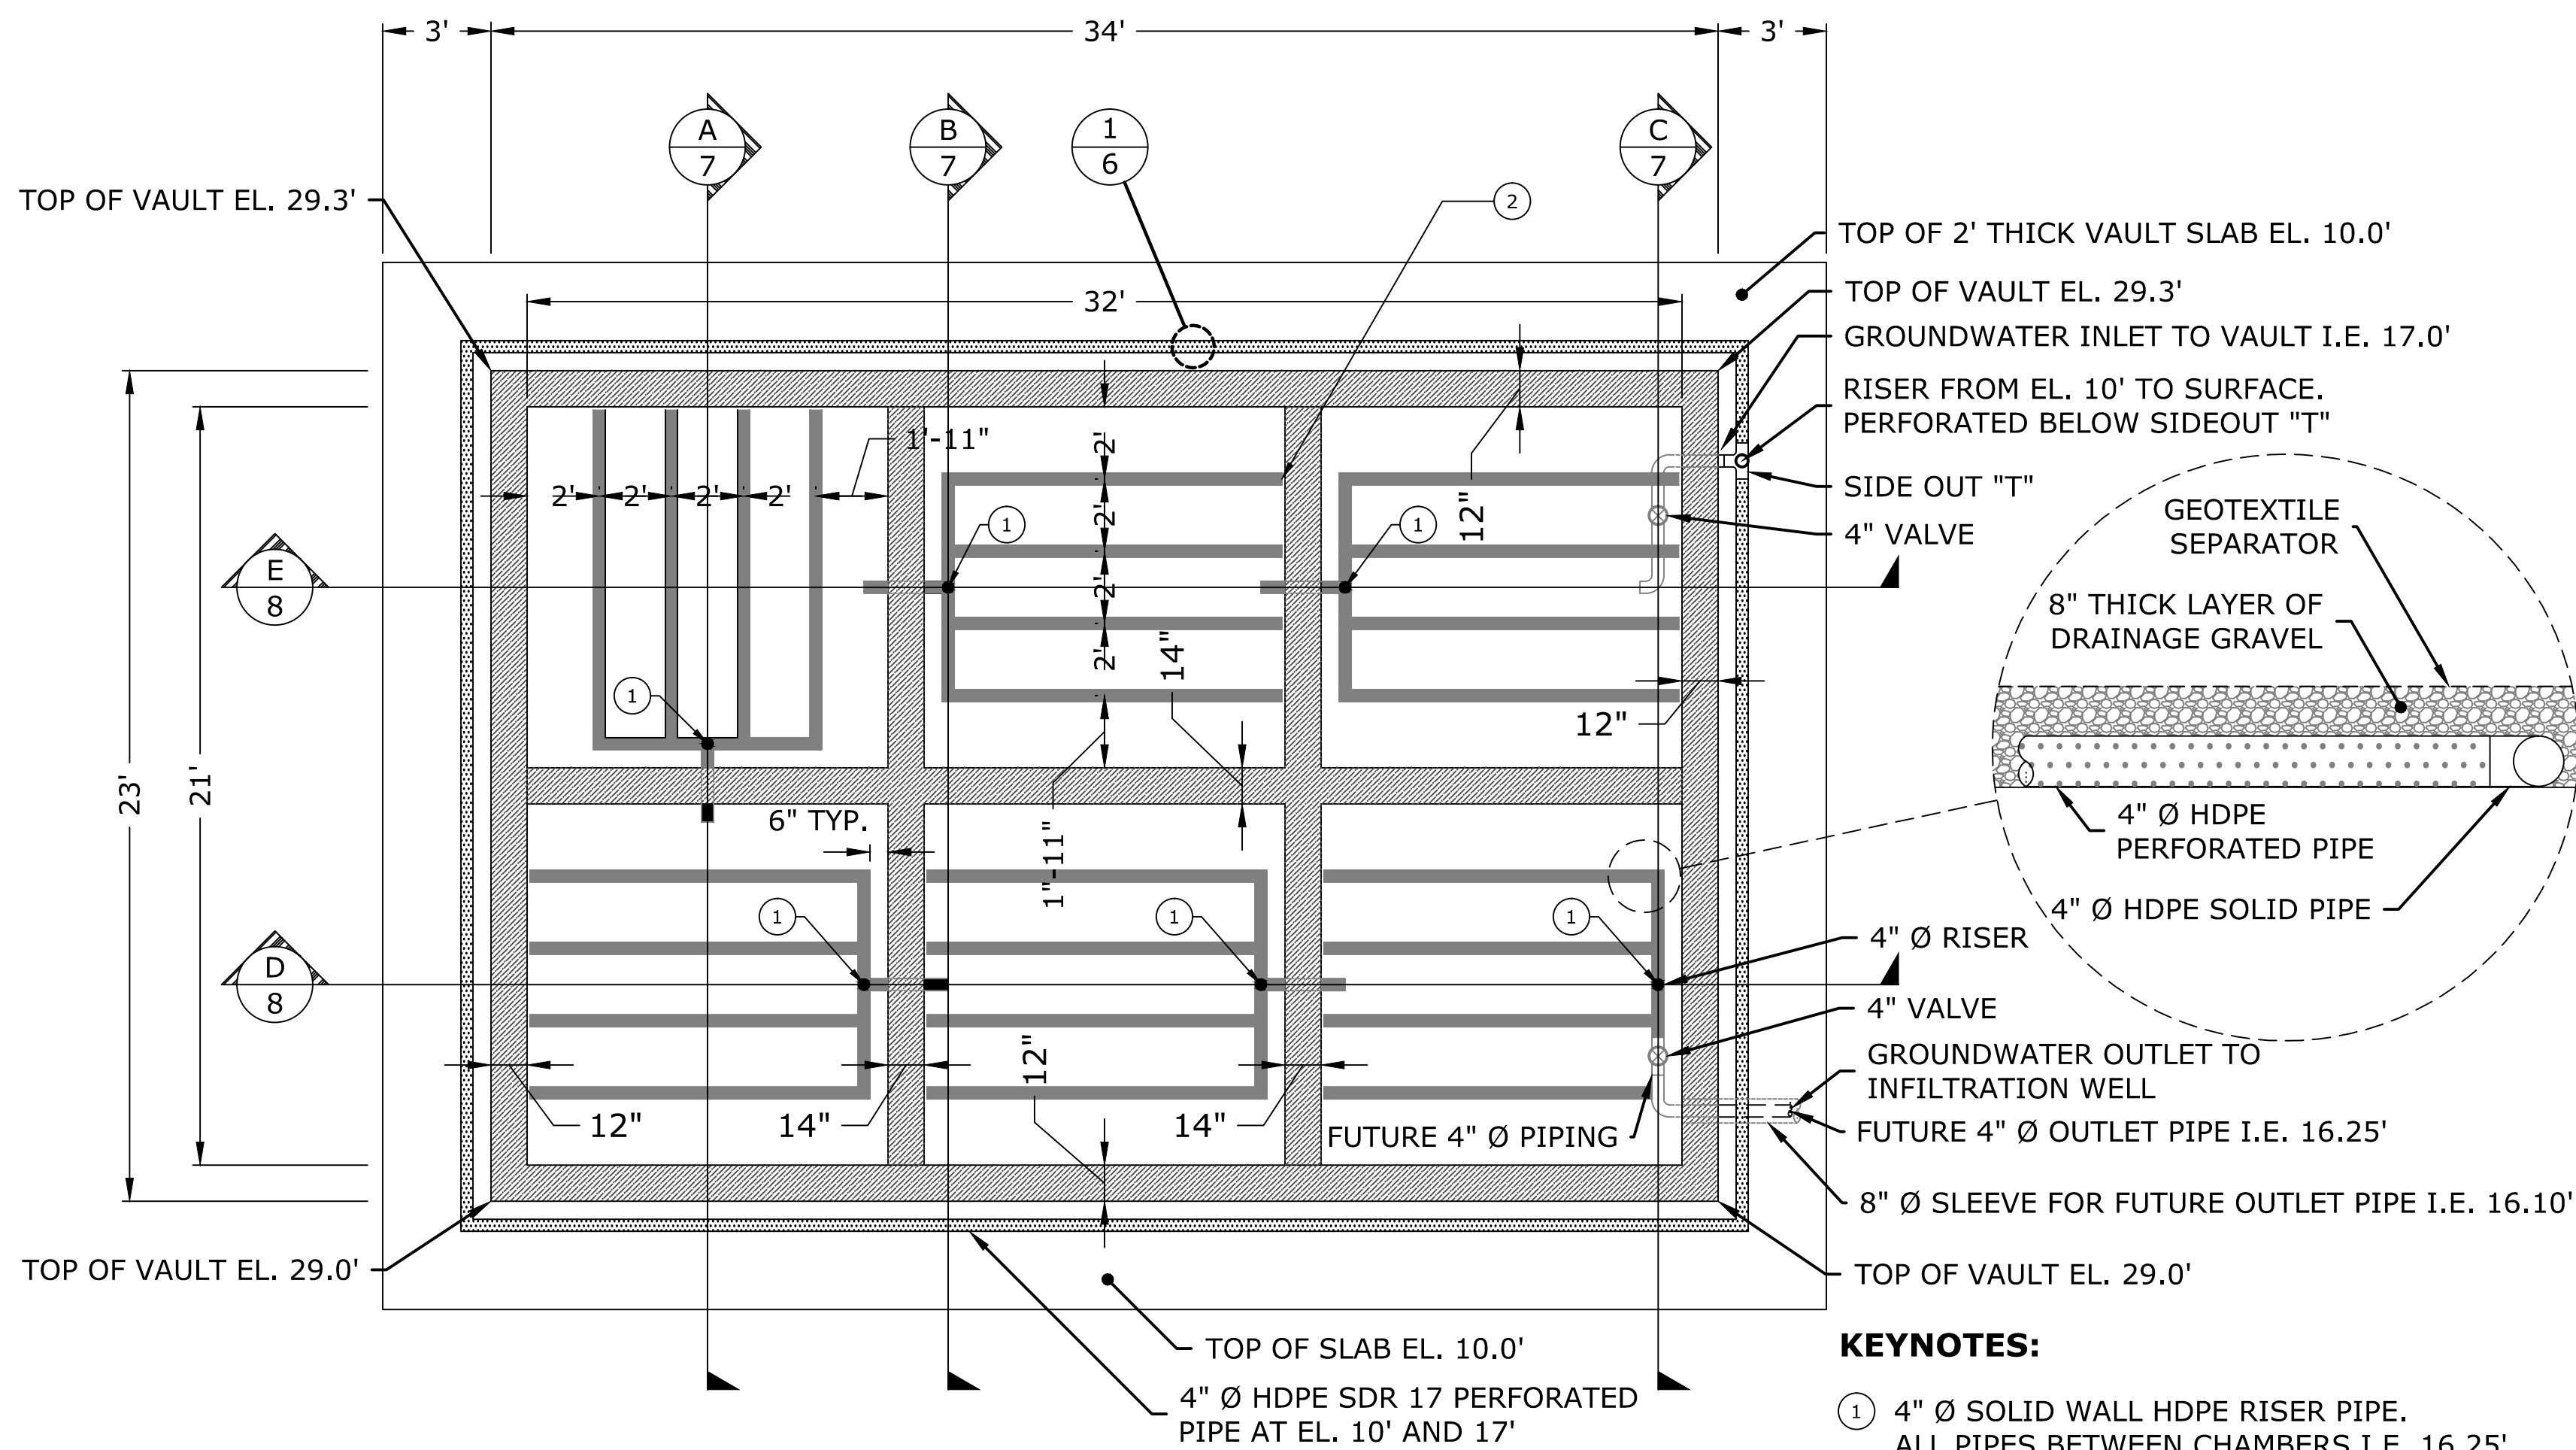 3'
34'
3'
A
7
B
7
1
6
C
7
2
TOP OF VAULT EL. 29.3'
TOP OF 2' THICK VAULT SLAB EL. 10.0'
TOP OF VAULT EL. 29.3'
32'
GROUNDWATER INLET TO VAULT I.E. 17.0'
RISER FROM EL. 10' TO SURFACE.
PERFORATED BELOW SIDEOUT "T"
SIDE OUT "T"
4" VALVE
1'-11"
2'
2'
2'
2'
2'
2'
2'
2'
12"
1
1
1
E
8
14"
12"
GEOTEXTILE
SEPARATOR
8" THICK LAYER OF
DRAINAGE GRAVEL
4" Ø HDPE
PERFORATED PIPE
4" Ø HDPE SOLID PIPE
23'
21'
6" TYP.
1"-11"
1
1
1
D
8
4" Ø RISER
4" VALVE
GROUNDWATER OUTLET TO
INFILTRATION WELL
12"
12"
14"
14"
FUTURE 4" Ø PIPING
FUTURE 4" Ø OUTLET PIPE I.E. 16.25'
8" Ø SLEEVE FOR FUTURE OUTLET PIPE I.E. 16.10'
TOP OF VAULT EL. 29.0'
TOP OF VAULT EL. 29.0'
TOP OF SLAB EL. 10.0'
4" Ø HDPE SDR 17 PERFORATED
PIPE AT EL. 10' AND 17'
KEYNOTES:
1 4" Ø SOLID WALL HDPE RISER PIPE.
ALL PIPES BETWEEN CHAMBERS I.E. 16.25'